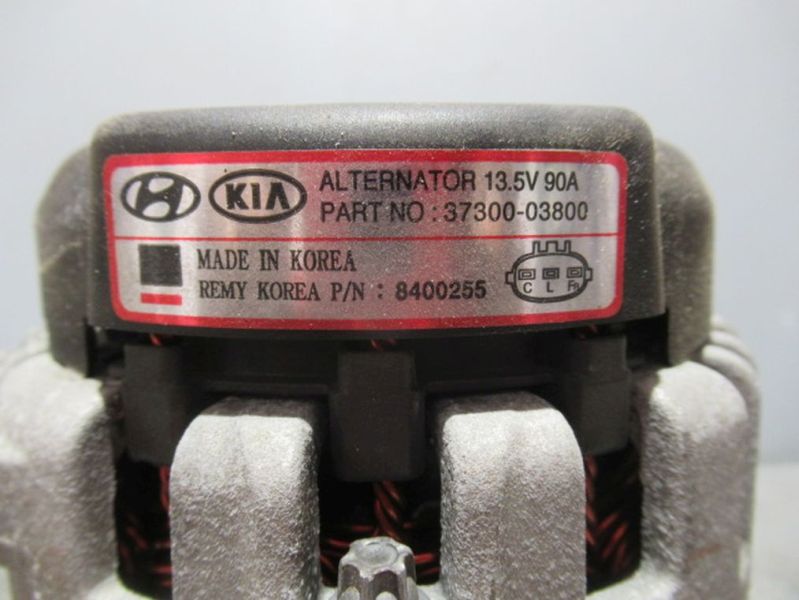 KIA
ALTERNATOR 13.5V 90A
PART NO : 37300-03800
MADE IN KOREA
REMY KOREA P/N : 8400255
C L FR